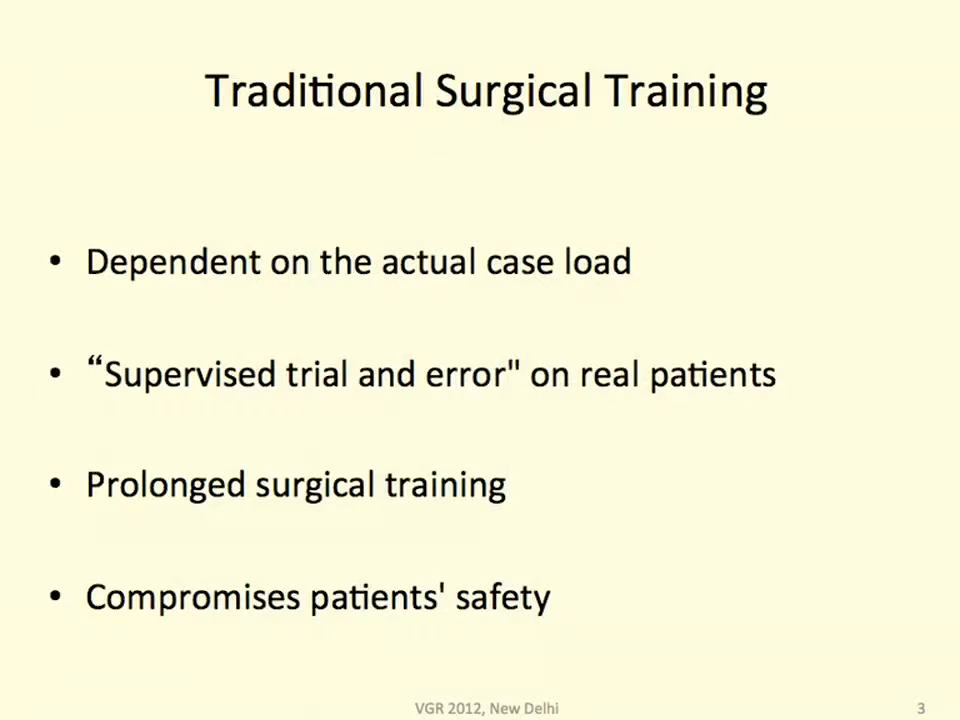 Traditional Surgical Training
• Dependent on the actual case load
• “Supervised trial and error" on real patients
• Prolonged surgical training
• Compromises patients' safety
VGR 2012, New Delhi
3